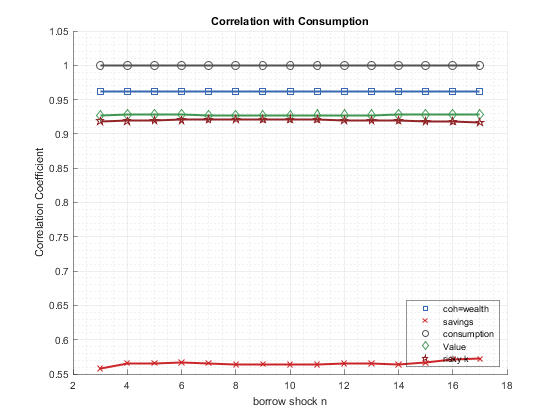 Correlation with Consumption
1.05
1
0.95
0.9
0.85
0.8
0.75
0.7
0.65
0.6
0.55
Correlation Coefficient
2
4
6
8
10
12
14
16
18
borrow shock n
coh=wealth
savings
consumption
Value
risky k